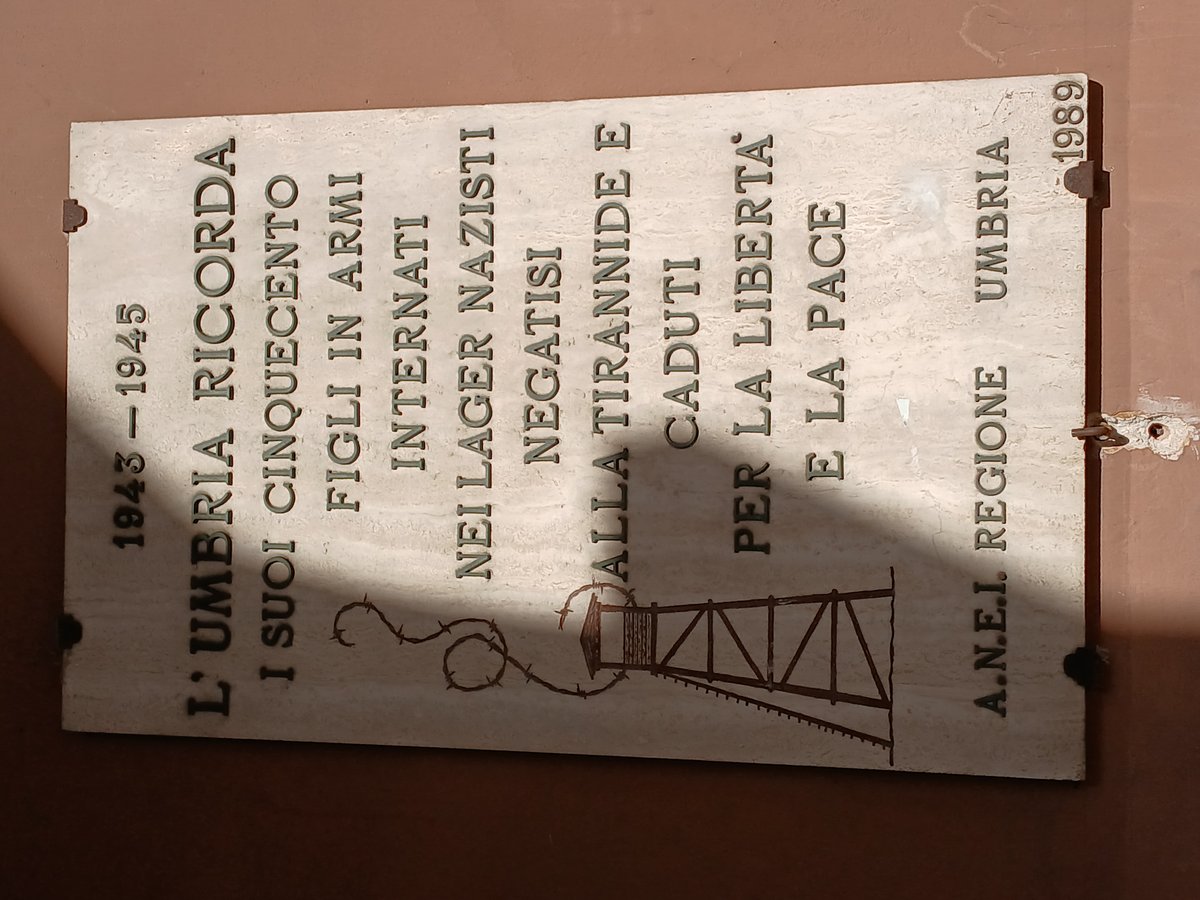 1943 – 1945
L' UMBRIA RICORDA
I SUOI CINQUECENTO
FIGLI IN ARMI
INTERNATI
NEI LAGER NAZISTI
NEGATISI
ALLA TIRANNIDE E
CADUTI
PER LA LIBERTÀ
E LA PACE
A.N.E.I. REGIONE UMBRIA
1989